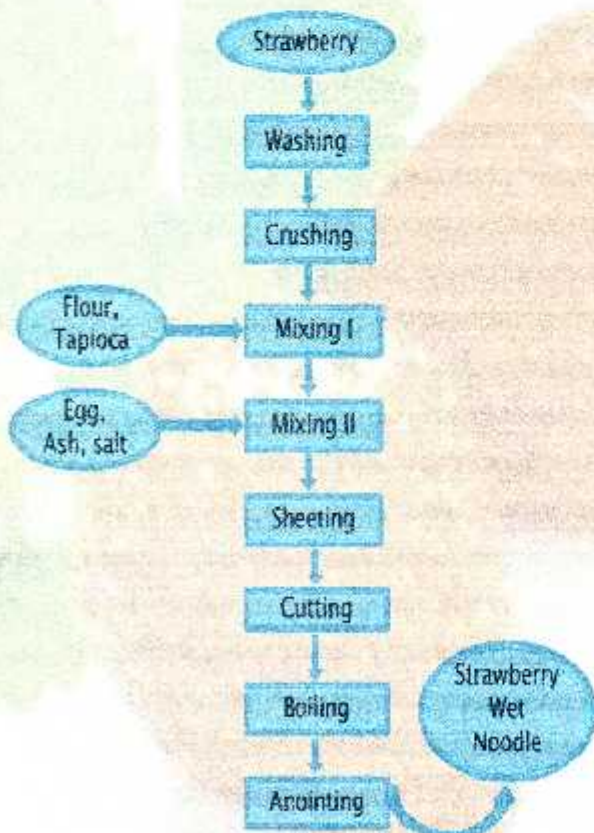 Strawberry
Washing
Crushing
Flour,
Tapioca
Mixing I
Egg,
Ash, salt
Mixing II
Sheeting
Cutting
Boiling
Strawberry
Wet
Noodle
Anointing